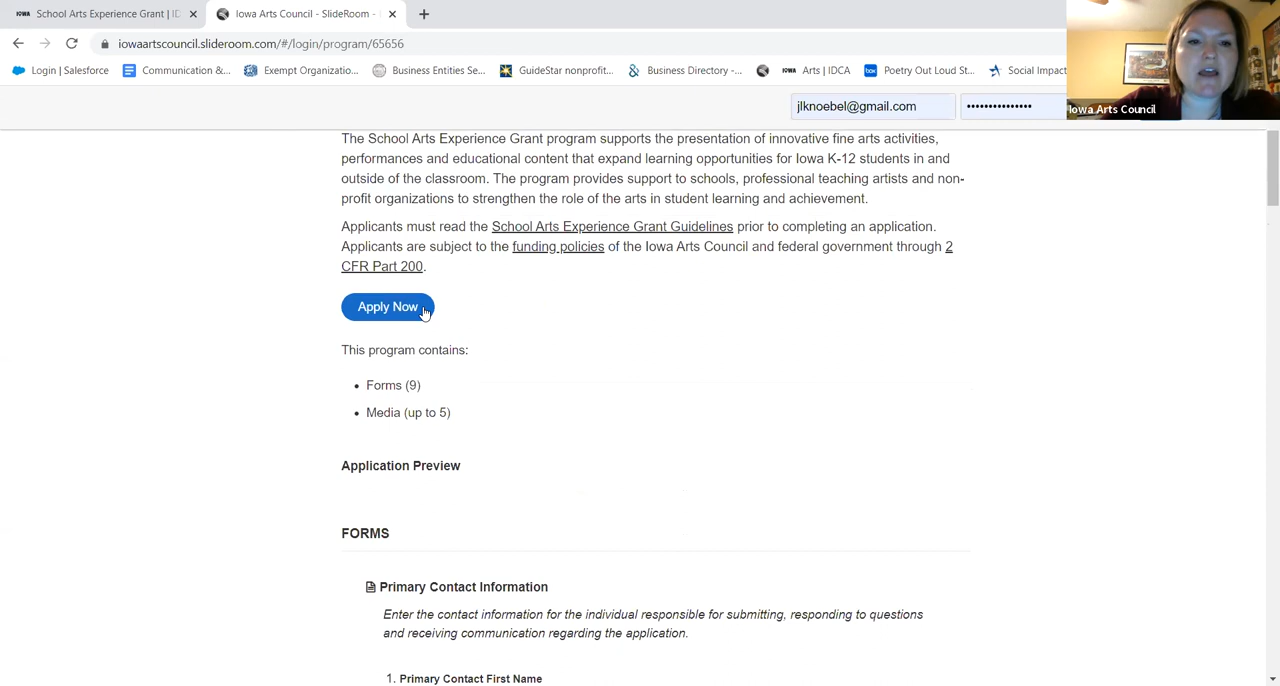 School Arts Experience Grant | ID
Iowa Arts Council - SlideRoom -
iowaartscouncil.slideroom.com/#/login/program/65656
Login | Salesforce
Communication &...
Exempt Organizatio...
Business Entities Se...
GuideStar nonprofit...
Business Directory -...
Arts | IDCA
Poetry Out Loud St...
Social Impact
jlknoebel@gmail.com
•••••••••••••••
Iowa Arts Council
The School Arts Experience Grant program supports the presentation of innovative fine arts activities,
performances and educational content that expand learning opportunities for Iowa K-12 students in and
outside of the classroom. The program provides support to schools, professional teaching artists and non-
profit organizations to strengthen the role of the arts in student learning and achievement.
Applicants must read the School Arts Experience Grant Guidelines prior to completing an application.
Applicants are subject to the funding policies of the Iowa Arts Council and federal government through 2
CFR Part 200.
Apply Now
This program contains:
• Forms (9)
• Media (up to 5)
Application Preview
FORMS
Primary Contact Information
Enter the contact information for the individual responsible for submitting, responding to questions
and receiving communication regarding the application.
1. Primary Contact First Name